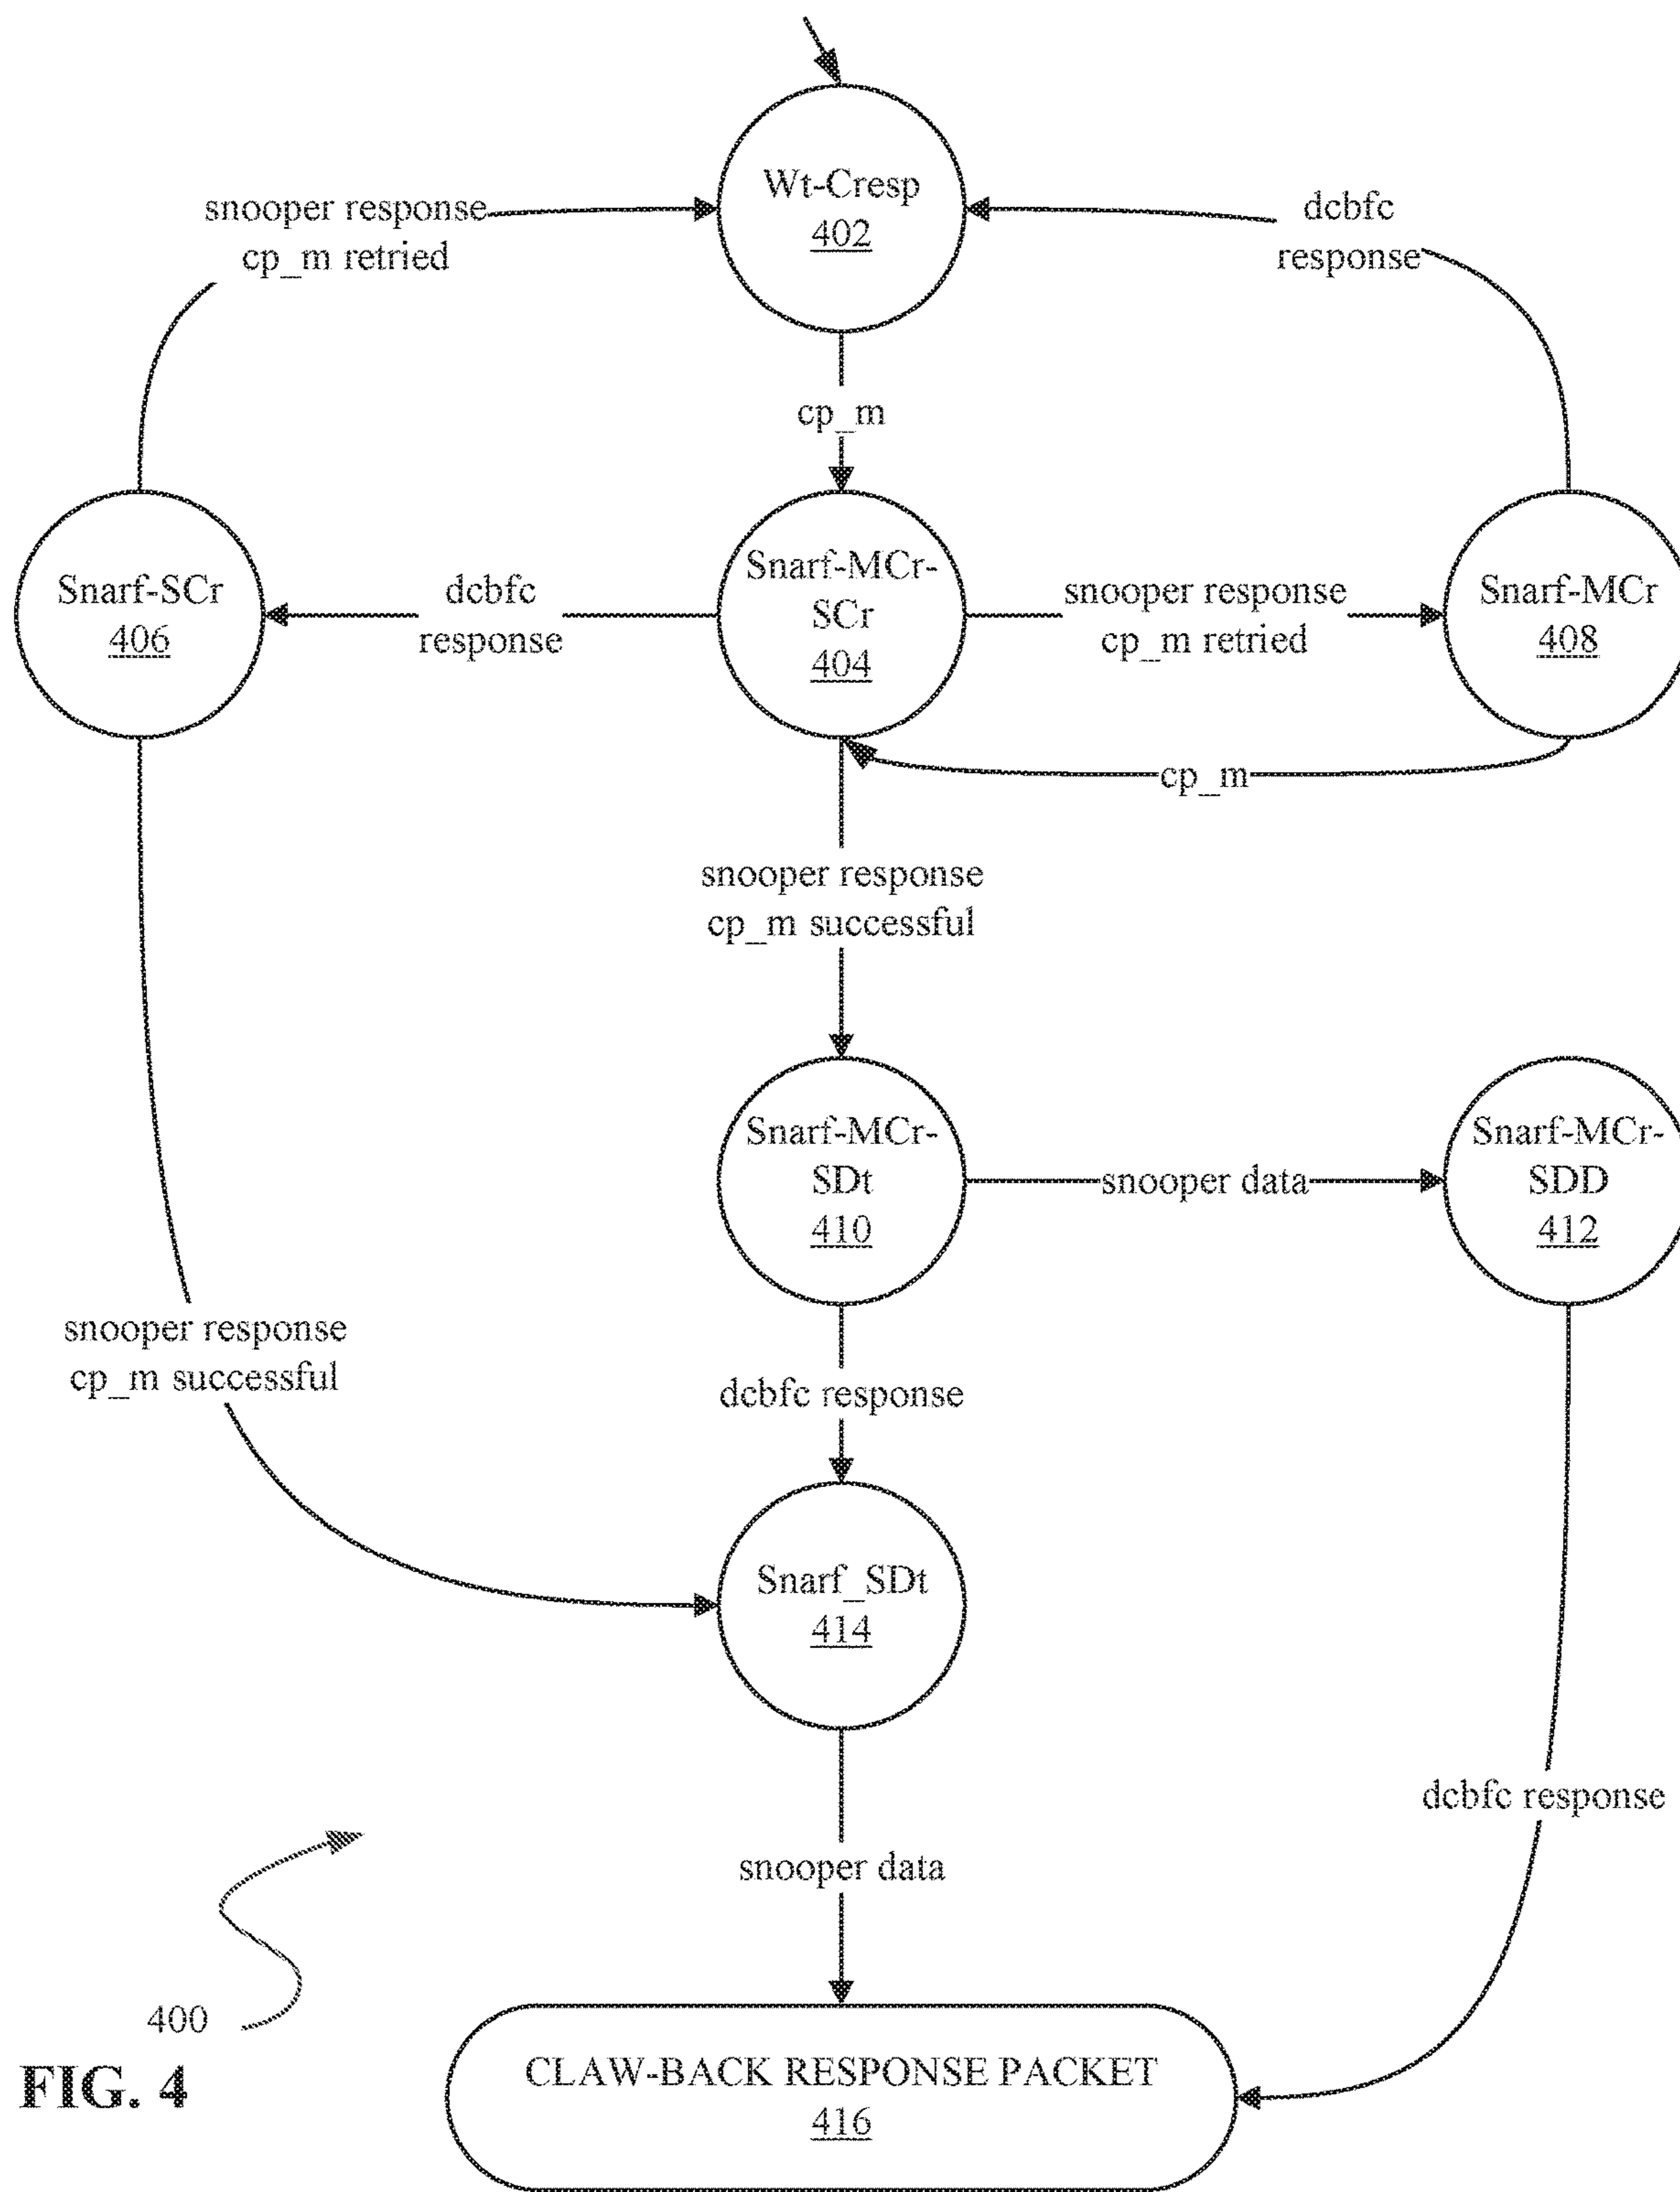 Wt-Cresp
402
snooper response
cp_m retried
dcbfc
response
cp_m
Snarf-SCr
406
dcbfc
response
Snarf-MCr-
SCr
404
snooper response
cp_m retried
Snarf-MCr
408
cp_m
snooper response
cp_m successful
Snarf-MCr-
SDt
410
snooper data
Snarf-MCr-
SDD
412
snooper response
cp_m successful
dcbfc response
Snarf_SDt
414
dcbfc response
snooper data
400
FIG. 4
CLAW-BACK RESPONSE PACKET
416